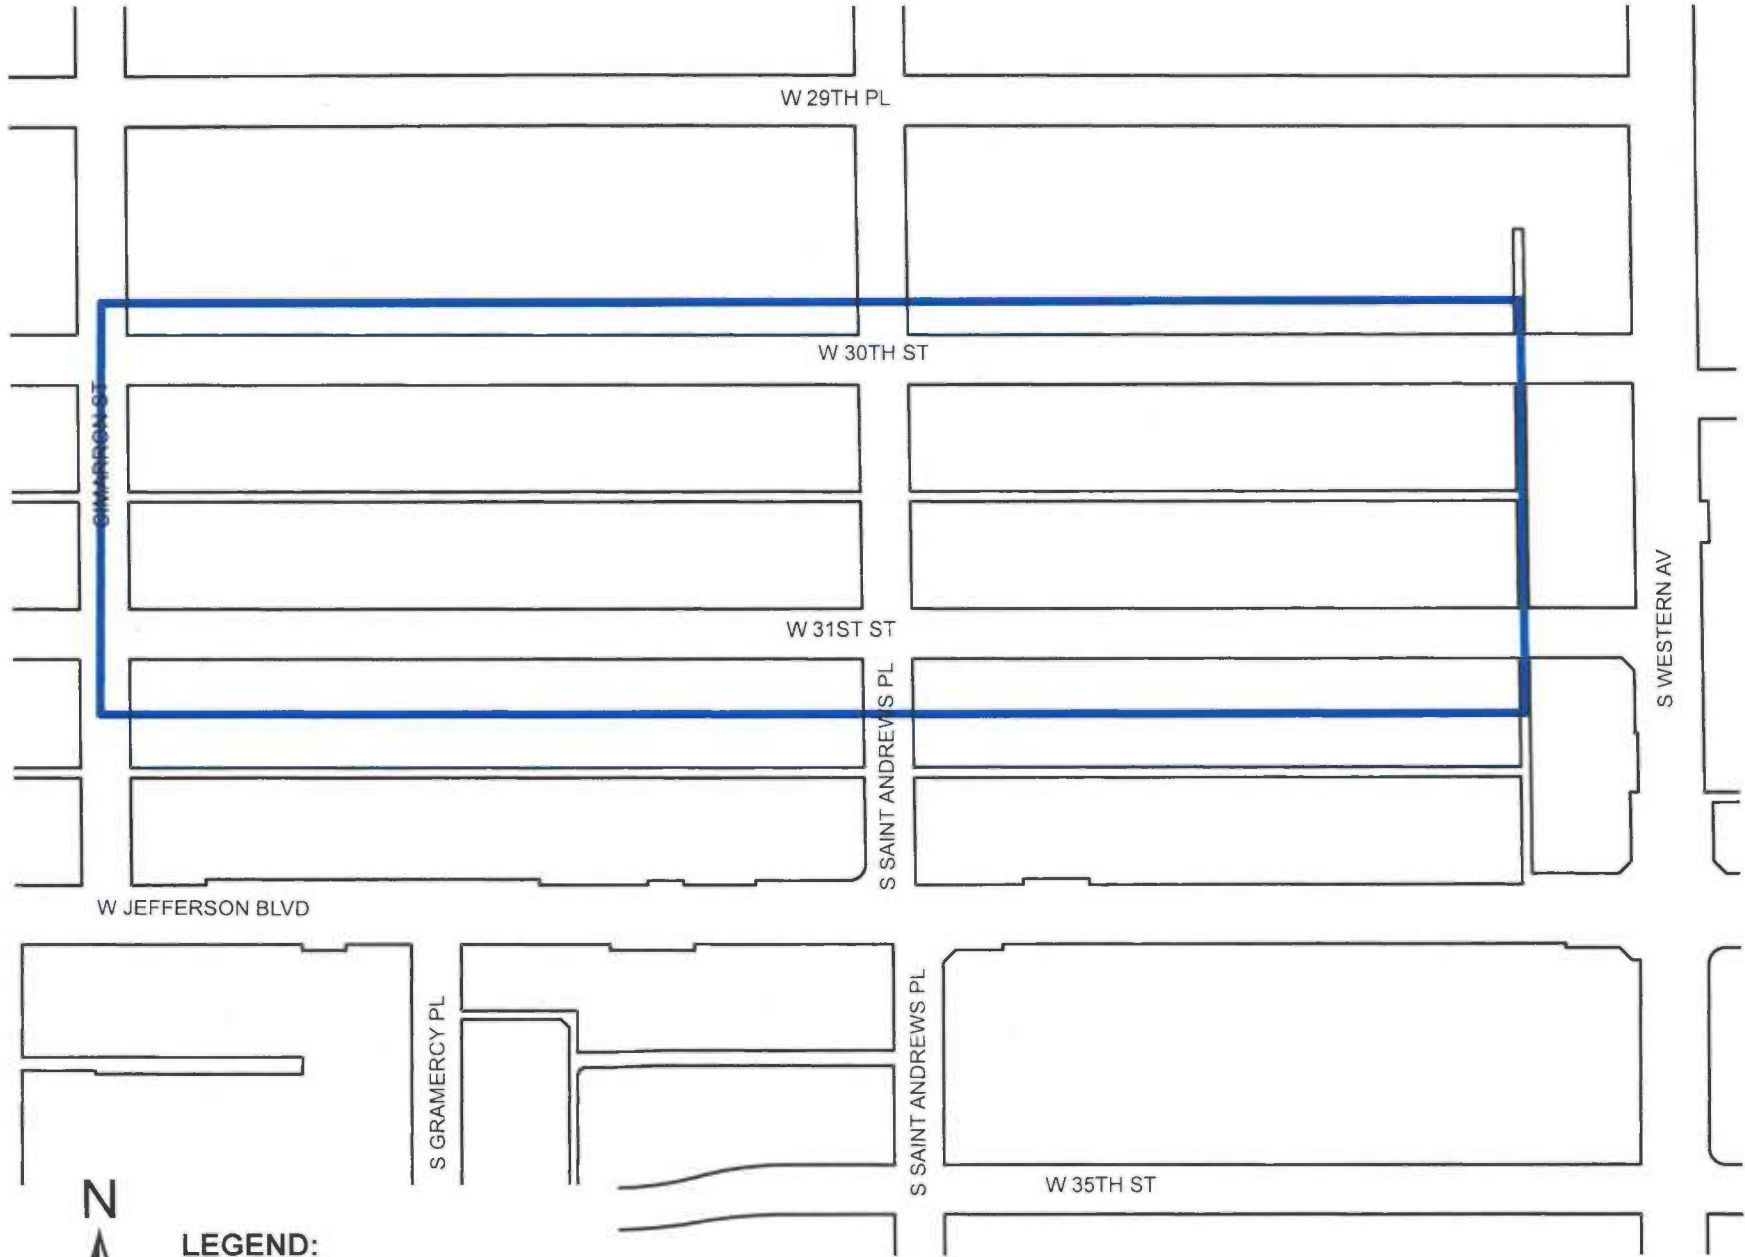 W 29TH PL
W 30TH ST
CIMARRON ST
W 31ST ST
S WESTERN AV
S SAINT ANDREWS PL
W JEFFERSON BLVD
S GRAMERCY PL
S SAINT ANDREWS PL
W 35TH ST
N
LEGEND: